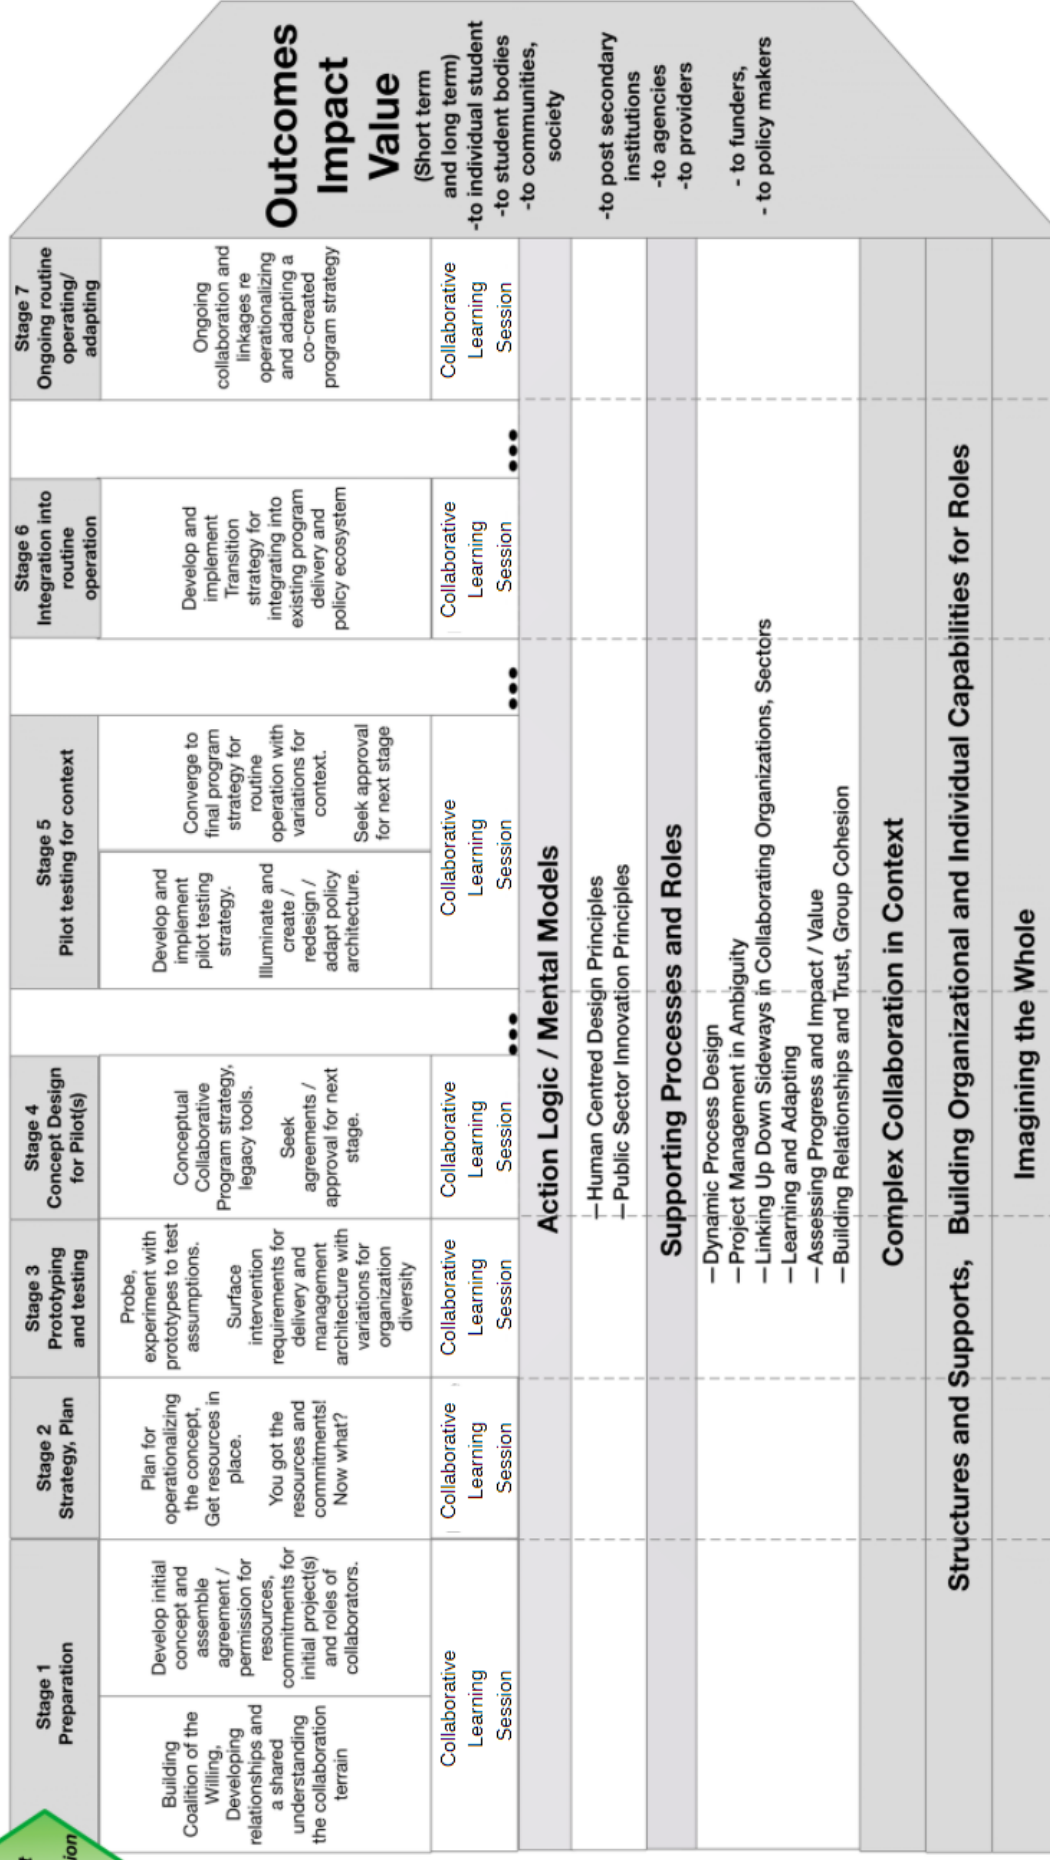 t
ion
Stage 1
Preparation
Building
Coalition of the
Willing,
Developing
relationships and
a shared
understanding
the collaboration
terrain
Develop initial
concept and
assemble
agreement /
permission for
resources,
commitments for
initial project(s)
and roles of
collaborators.
Collaborative
Learning
Session
Stage 2
Strategy, Plan
Plan for
operationalizing
the concept,
Get resources in
place.
You got the
resources and
commitments!
Now what?
Collaborative
Learning
Session
Stage 3
Prototyping
and testing
Probe,
experiment with
prototypes to test
assumptions.
Surface
intervention
requirements for
delivery and
management
architecture with
variations for
organization
diversity
Collaborative
Learning
Session
Stage 4
Concept Design
for Pilot(s)
Conceptual
Collaborative
Program strategy,
legacy tools.
Seek
agreements /
approval for next
stage.
Collaborative
Learning
Session
•••
Stage 5
Pilot testing for context
Develop and
implement
pilot testing
strategy.
Illuminate and
create /
redesign /
adapt policy
architecture.
Converge to
final program
strategy for
routine
operation with
variations for
context.
Seek approval
for next stage
Collaborative
Learning
Session
•••
Stage 6
Integration into
routine
operation
Develop and
implement
Transition
strategy for
integrating into
existing program
delivery and
policy ecosystem
Collaborative
Learning
Session
•••
Stage 7
Ongoing routine
operating/
adapting
Ongoing
collaboration and
linkages re
operationalizing
and adapting a
co-created
program strategy
Collaborative
Learning
Session
Action Logic / Mental Models
—Human Centred Design Principles
—Public Sector Innovation Principles
Supporting Processes and Roles
—Dynamic Process Design
—Project Management in Ambiguity
—Linking Up Down Sideways in Collaborating Organizations, Sectors
—Learning and Adapting
—Assessing Progress and Impact / Value
—Building Relationships and Trust, Group Cohesion
Complex Collaboration in Context
Structures and Supports, Building Organizational and Individual Capabilities for Roles
Imagining the Whole
Outcomes
Impact
Value
(Short term
and long term)
-to individual student
-to student bodies
-to communities,
society
-to post secondary
institutions
-to agencies
-to providers
- to funders,
- to policy makers